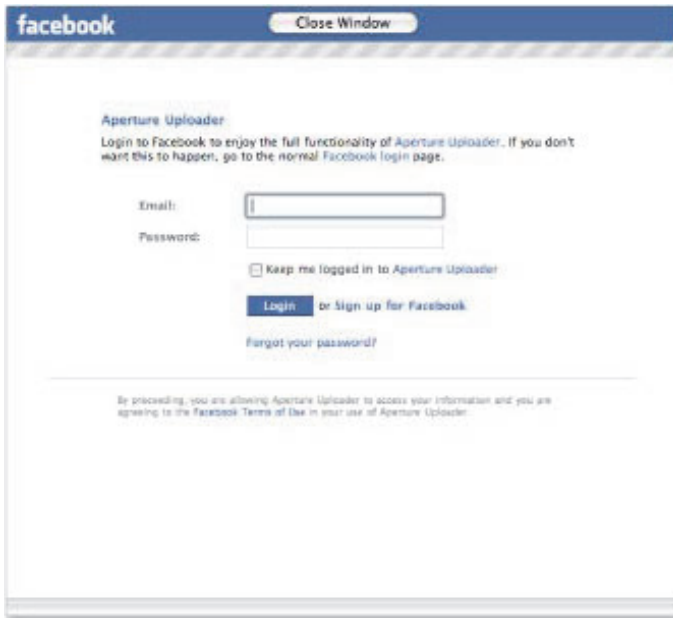 facebook
Close Window
Aperture Uploader
Login to Facebook to enjoy the full functionality of Aperture Uploader. If you don't
want this to happen, go to the normal Facebook login page.
Email:
Password:
Keep me logged in to Aperture Uploader
Login or Sign up for Facebook
Forgot your password?
By proceeding, you are allowing Aperture Uploader to access your information and you are
agreeing to the Facebook Terms of Use in your use of Aperture Uploader.